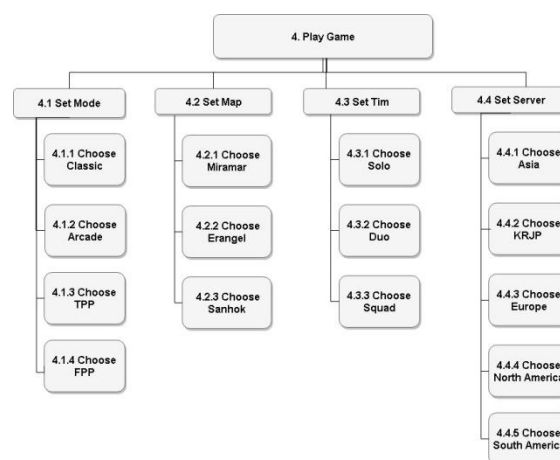 4. Play Game
4.1 Set Mode
4.2 Set Map
4.3 Set Tim
4.4 Set Server
4.1.1 Choose
Classic
4.1.2 Choose
Arcade
4.1.3 Choose
TPP
4.1.4 Choose
FPP
4.2.1 Choose
Miramar
4.2.2 Choose
Erangel
4.2.3 Choose
Sanhok
4.3.1 Choose
Solo
4.3.2 Choose
Duo
4.3.3 Choose
Squad
4.4.1 Choose
Asia
4.4.2 Choose
KRJP
4.4.3 Choose
Europe
4.4.4 Choose
North America
4.4.5 Choose
South America